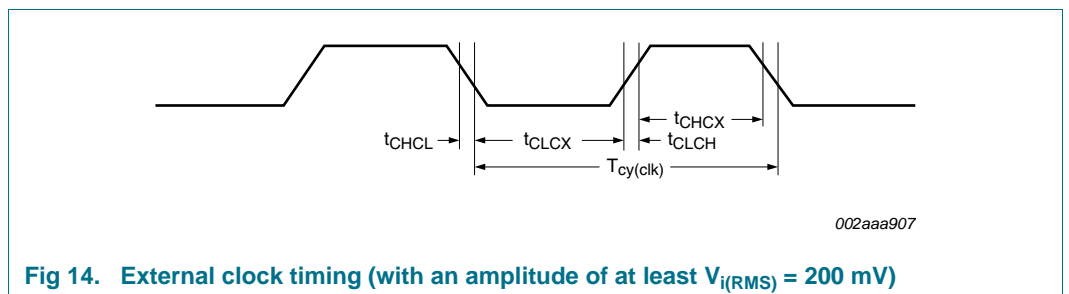 tCHCX
tCHCL tCLCX tCLCH
Tcy(clk)
002aaa907
Fig 14. External clock timing (with an amplitude of at least Vi(RMS) = 200 mV)